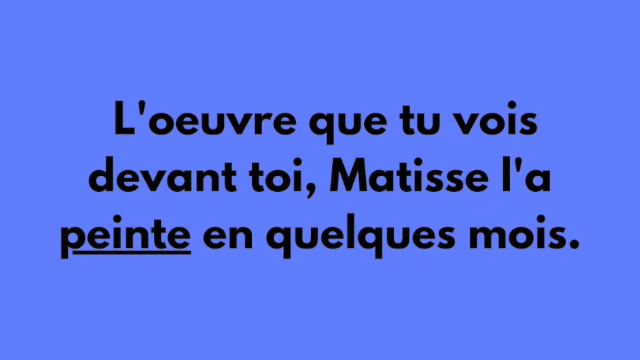 L'oeuvre que tu vois
devant toi, Matisse l'a
peinte en quelques mois.